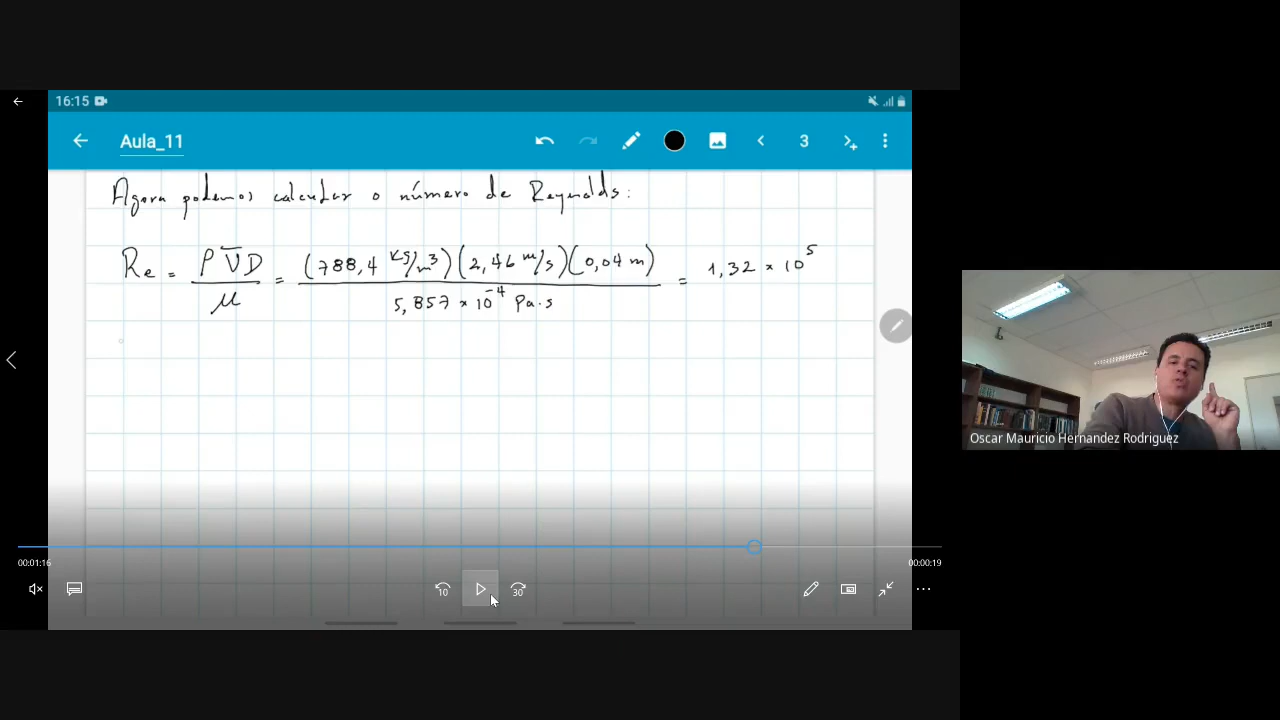 16:15
Aula_11
3
Agora podemos calcular o número de Reynolds:
Re = ρ V̄ D / μ = (788,4 kg/m³)(2,46 m/s)(0,04 m) / 5,857 × 10⁻⁴ Pa·s = 1,32 × 10⁵
Oscar Mauricio Hernandez Rodriguez
00:01:16
00:00:19
10
30